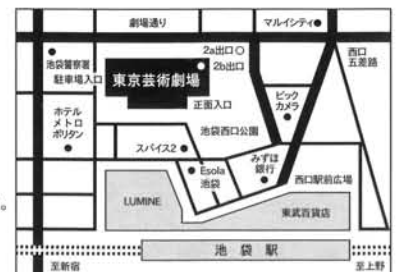 劇場通り
マルイシティ
2a出口
2b出口
西口
五差路
池袋警察署
駐車場入口
東京芸術劇場
正面入口
ビック
カメラ
ホテル
メトロ
ポリタン
池袋西口公園
スパイス2
Esola
池袋
みずほ
銀行
西口駅前広場
LUMINE
東武百貨店
。
池袋駅
至新宿
至上野